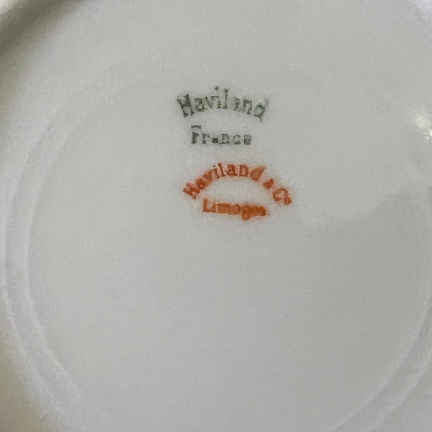 Haviland
France
Haviland & Co
Limoges